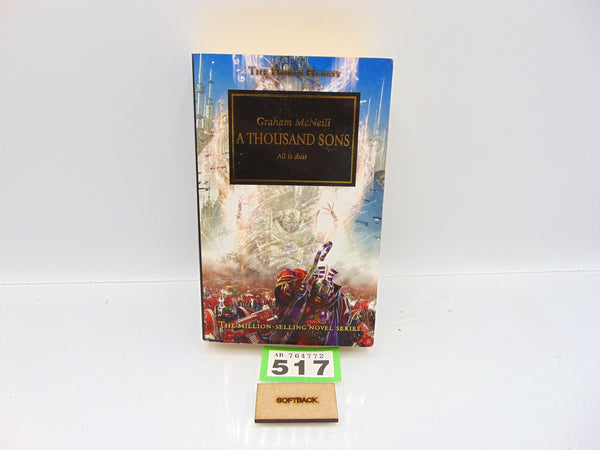 THE HORUS HERESY
Graham McNeill
A THOUSAND SONS
All is dust
THE MILLION-SELLING NOVEL SERIES
AB 764772
517
SOFTBACK